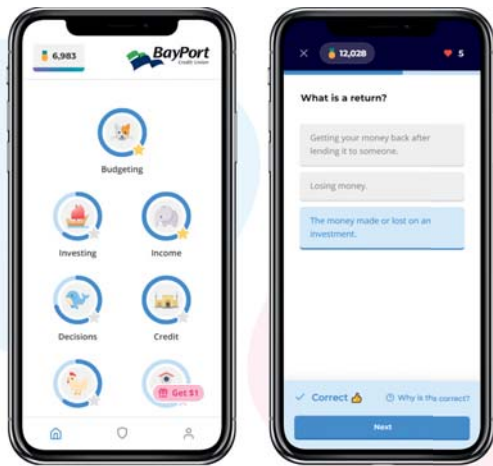 6,983
BayPort
Credit Union
Budgeting
Investing
Income
Decisions
Credit
Get $1
12,028
5
What is a return?
Getting your money back after
lending it to someone.
Losing money.
The money made or lost on an
investment.
Correct
Why is this correct?
Next